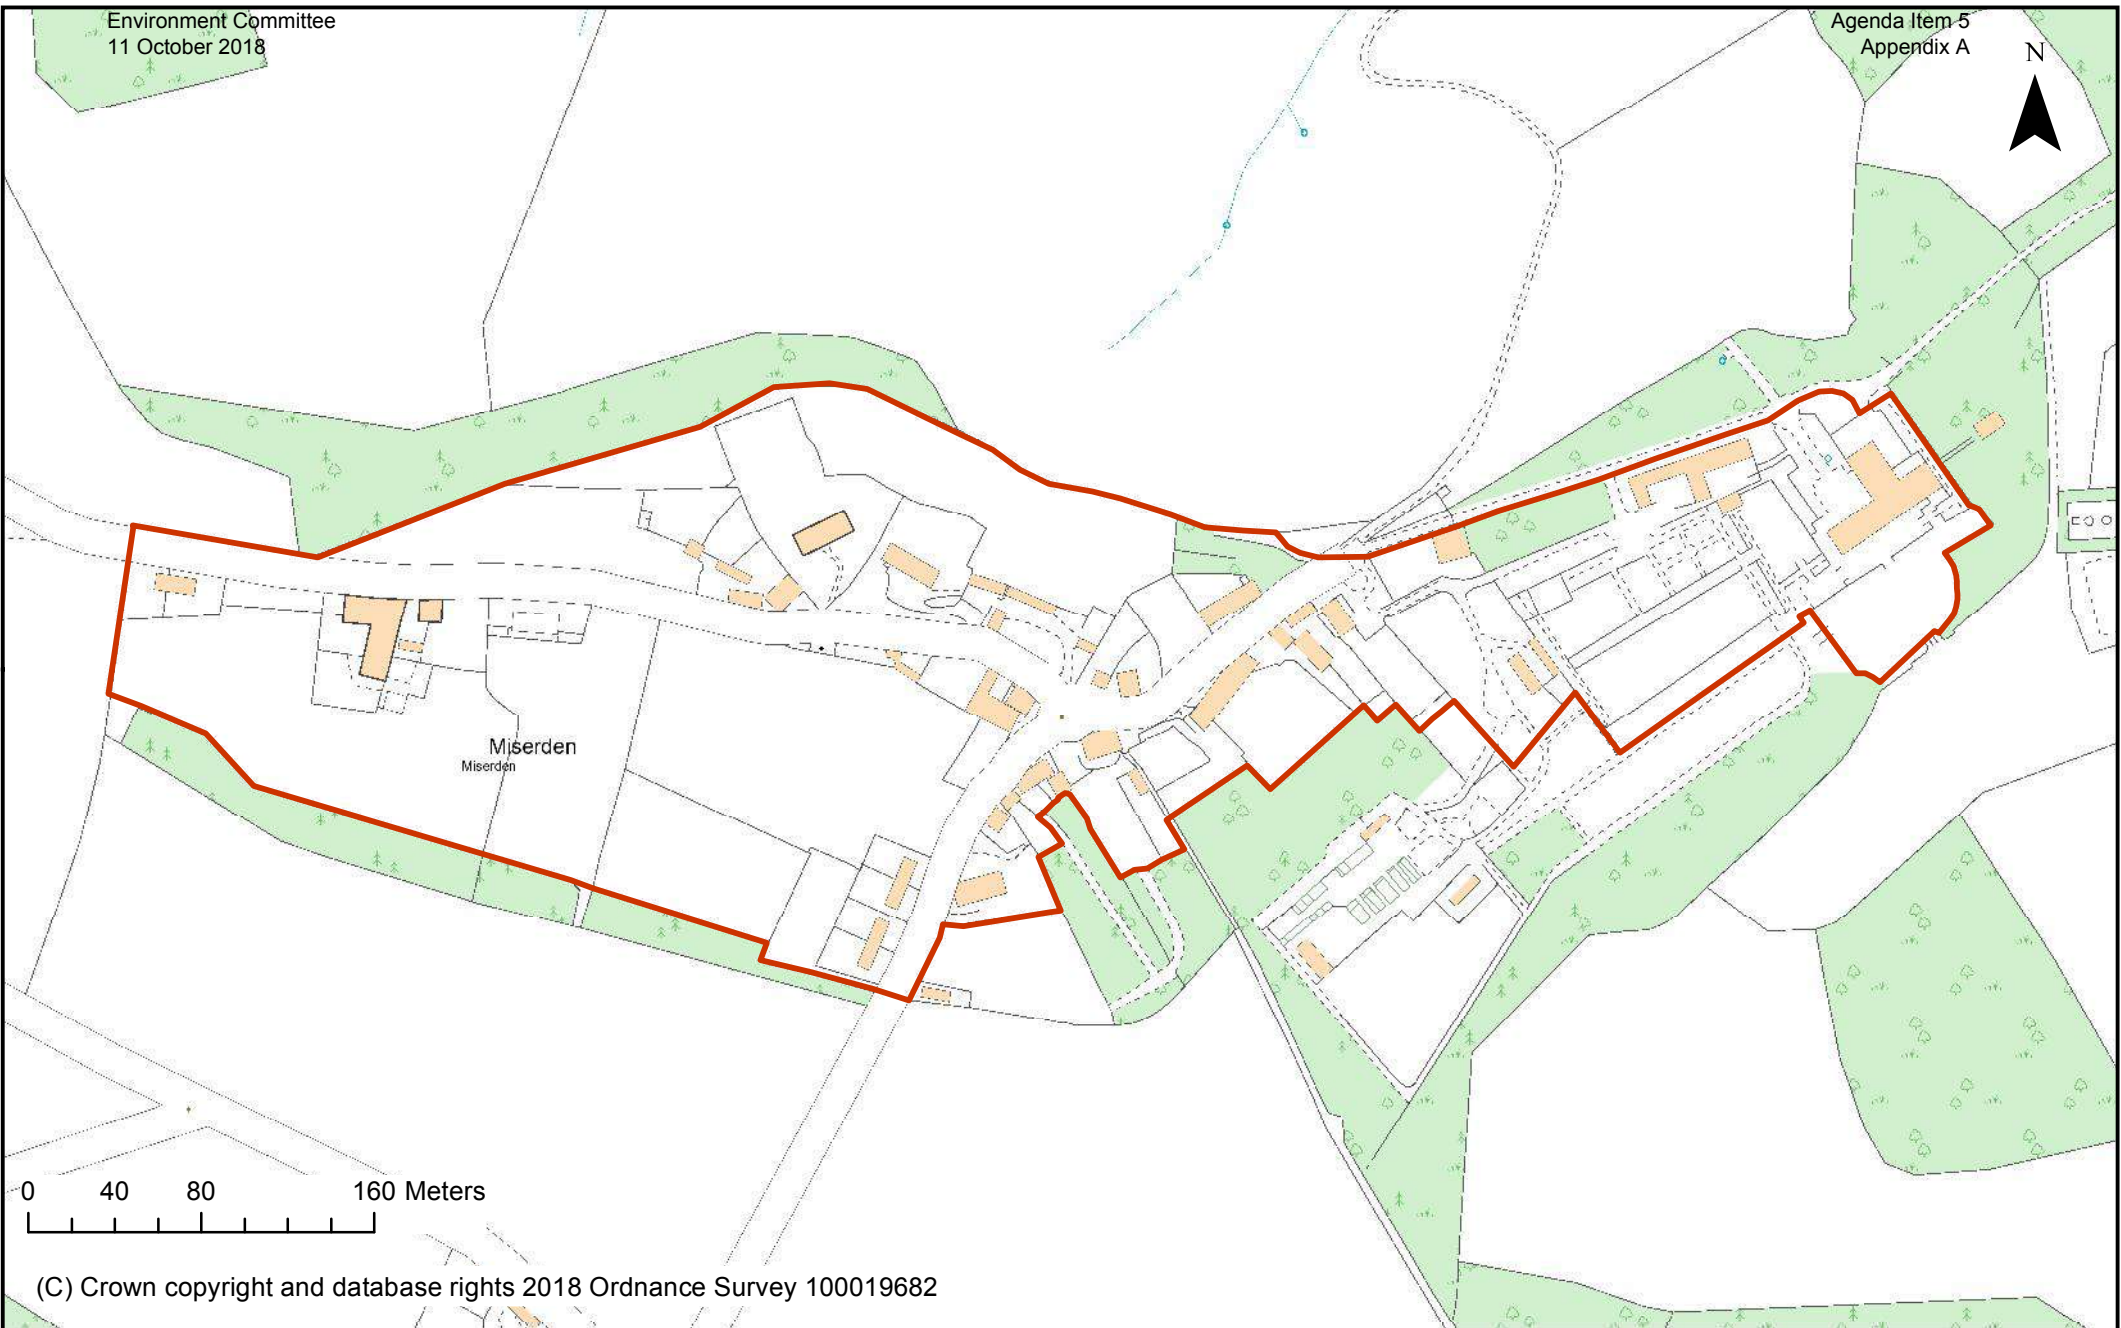 Environment Committee
11 October 2018
Agenda Item 5
Appendix A
N
Miserden
Miserden
0 40 80 160 Meters
(C) Crown copyright and database rights 2018 Ordnance Survey 100019682